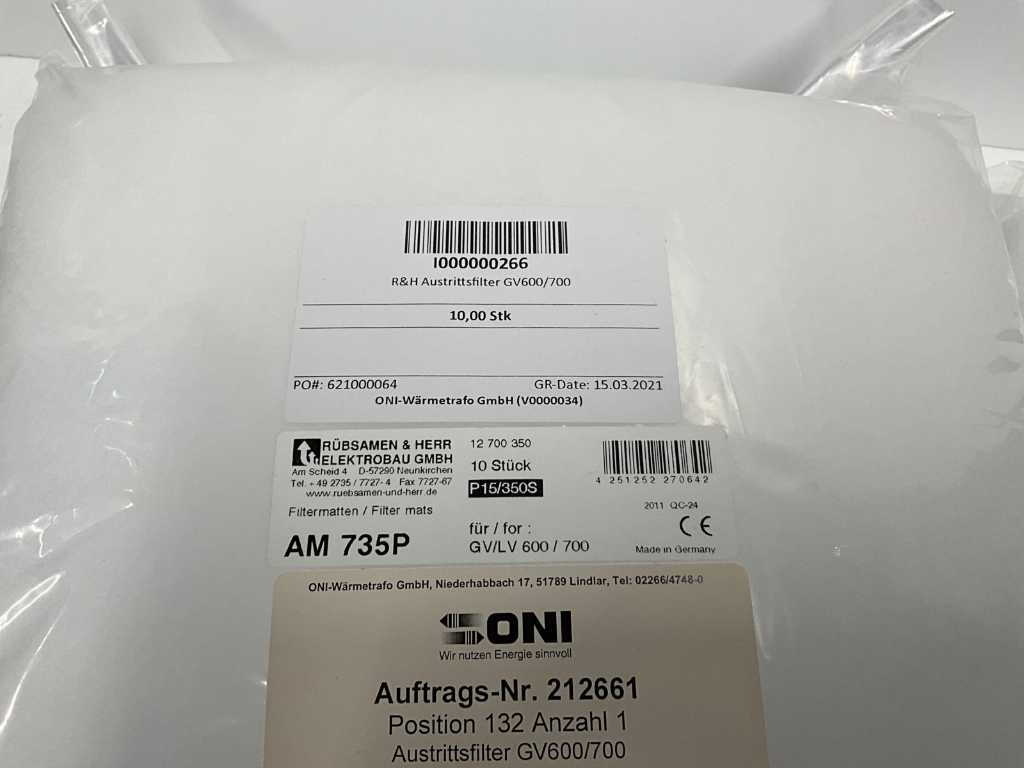 I000000266
R&H Austrittsfilter GV600/700
10,00 Stk
PO#: 621000064 GR-Date: 15.03.2021
ONI-Wärmetrafo GmbH (V0000034)
RÜBSAMEN & HERR
ELEKTROBAU GMBH
Am Scheid 4 D-57290 Neunkirchen
Tel. +49 2735 / 7727-4 Fax 7727-67
www.ruebsamen-und-herr.de
Filtermatten / Filter mats
AM 735P
12 700 350
10 Stück
P15/350S
für / for :
GV/LV 600 / 700
4 251252 270642
2011 QC-24
CE
Made in Germany
ONI-Wärmetrafo GmbH, Niederhabbach 17, 51789 Lindlar, Tel: 02266/4748-0
ONI
Wir nutzen Energie sinnvoll
Auftrags-Nr. 212661
Position 132 Anzahl 1
Austrittsfilter GV600/700